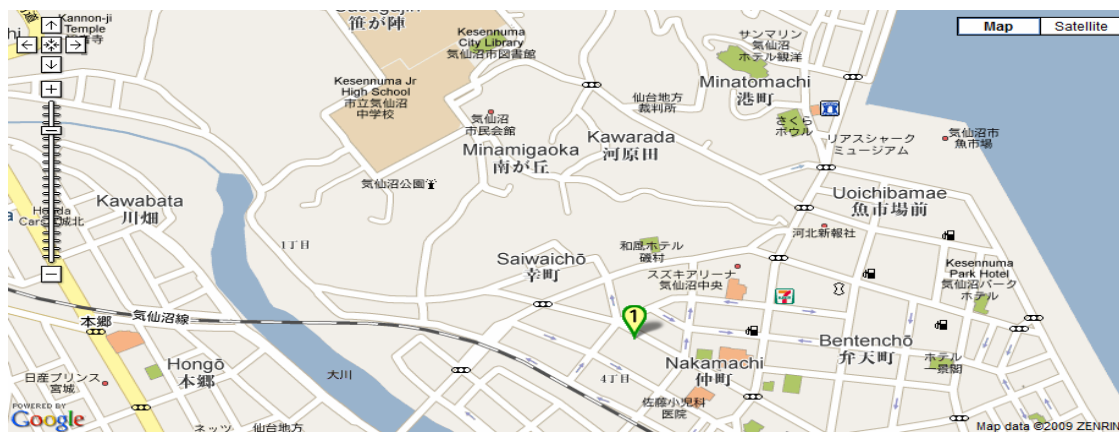 Kannon-ji
Temple
笹が陣
Kesennuma
City Library
気仙沼市図書館
サンマリン
気仙沼
ホテル観洋
Map
Satellite
Kesennuma Jr
High School
市立気仙沼
中学校
Minatomachi
港町
仙台地方
裁判所
気仙沼
市民会館
Kawarada
河原田
さくら
ボウル
リアスシャーク
ミュージアム
気仙沼市
魚市場
Minamigaoka
南が丘
気仙沼公園
Kawabata
川畑
Uoichibamae
魚市場前
1丁目
河北新報社
Saiwaichō
幸町
和風ホテル
磯村
スズキアリーナ
気仙沼中央
Kesennuma
Park Hotel
気仙沼パーク
ホテル
1
気仙沼線
本郷
Bentenchō
弁天町
Hongō
本郷
Nakamachi
仲町
ホテル
一景閣
日産プリンス
宮城
大川
4丁目
佐藤小児科
医院
POWERED BY
Google
ネッツ
仙台地方
Map data ©2009 ZENRIN